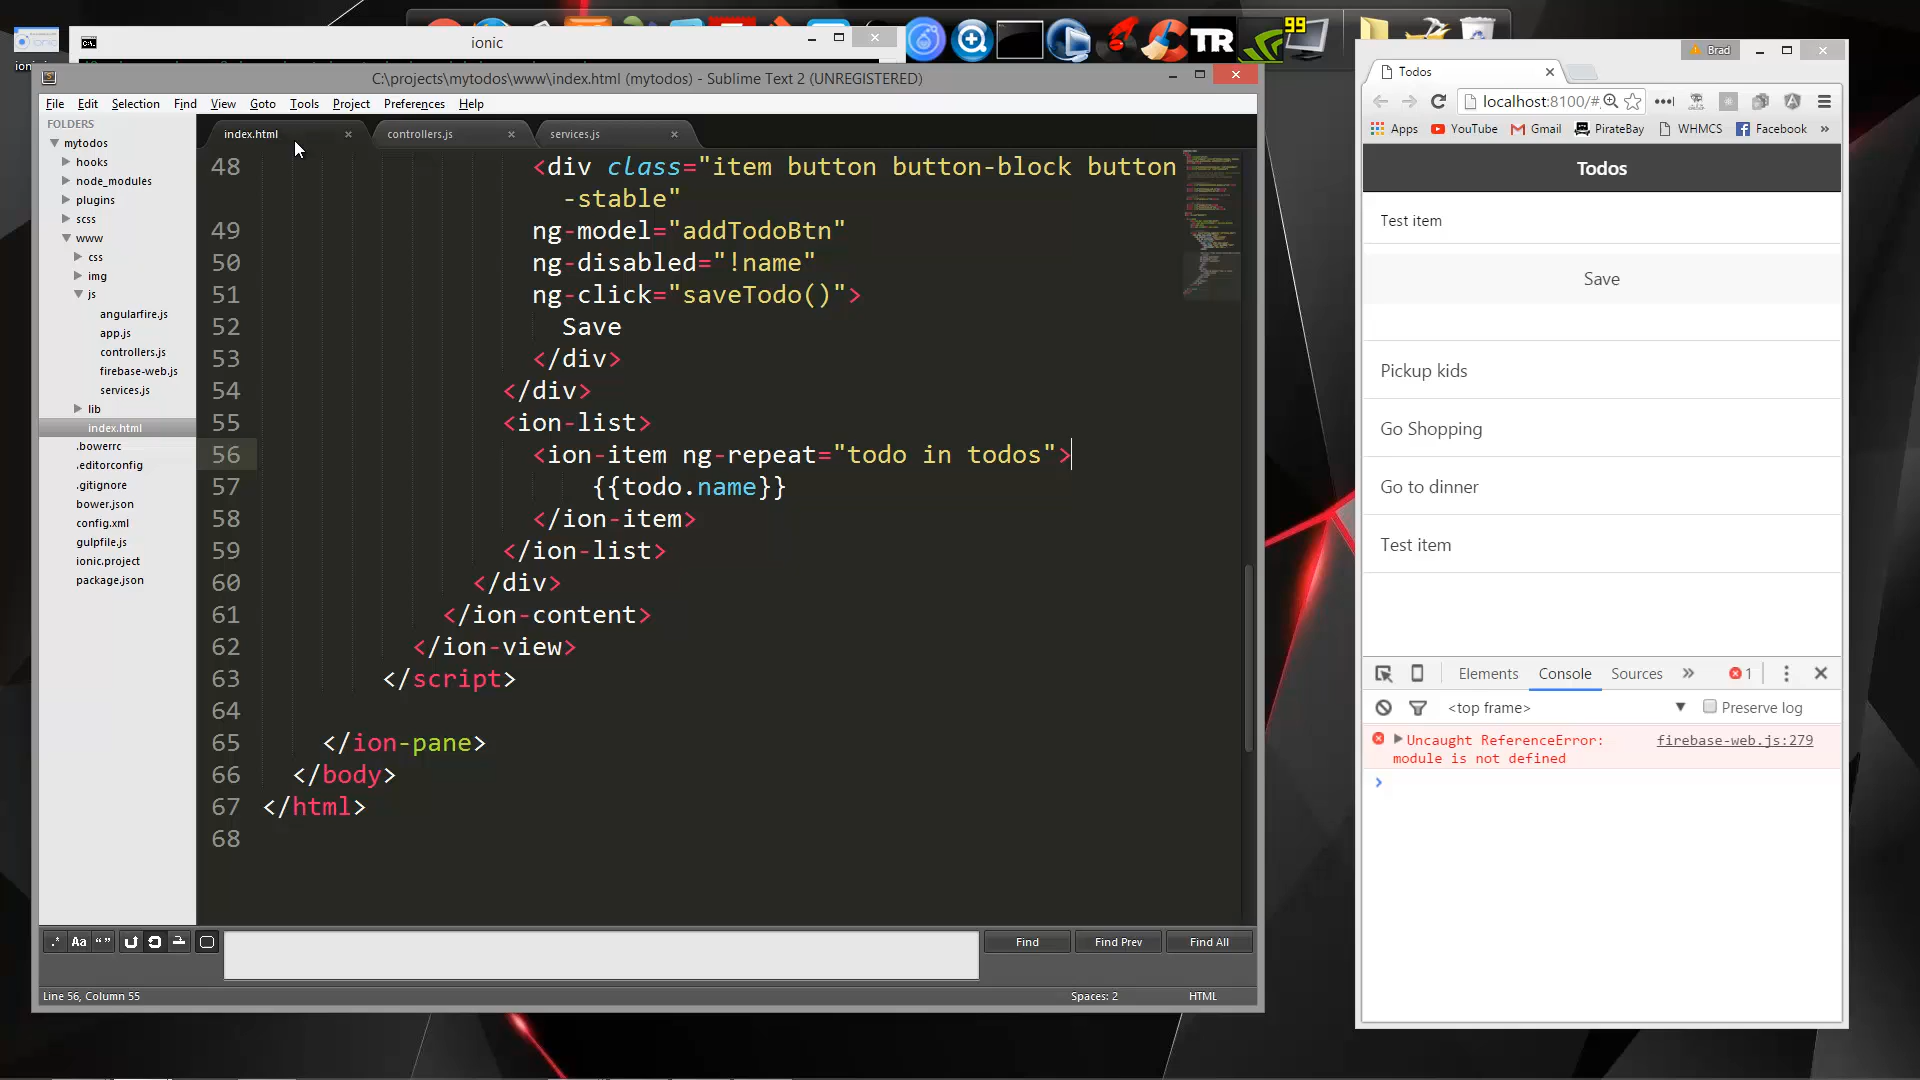 99
TR
ionic
C:\projects\mytodos\www\index.html (mytodos) - Sublime Text 2 (UNREGISTERED)
File Edit Selection Find View Goto Tools Project Preferences Help
FOLDERS
mytodos
hooks
node_modules
plugins
scss
www
css
img
js
angularfire.js
app.js
controllers.js
firebase-web.js
services.js
lib
index.html
.bowerrc
.editorconfig
.gitignore
bower.json
config.xml
gulpfile.js
ionic.project
package.json
index.html
controllers.js
services.js
48 <div class="item button button-block button
-stable"
49 ng-model="addTodoBtn"
50 ng-disabled="!name"
51 ng-click="saveTodo()">
52 Save
53 </div>
54 </div>
55 <ion-list>
56 <ion-item ng-repeat="todo in todos">
57 {{todo.name}}
58 </ion-item>
59 </ion-list>
60 </div>
61 </ion-content>
62 </ion-view>
63 </script>
64
65 </ion-pane>
66 </body>
67 </html>
68
.* Aa “”
Find
Find Prev
Find All
Line 56, Column 55
Spaces: 2
HTML
Brad
Todos
localhost:8100/#
Apps YouTube Gmail PirateBay WHMCS Facebook »
Todos
Test item
Save
Pickup kids
Go Shopping
Go to dinner
Test item
Elements Console Sources » 1
<top frame> Preserve log
Uncaught ReferenceError: firebase-web.js:279
module is not defined